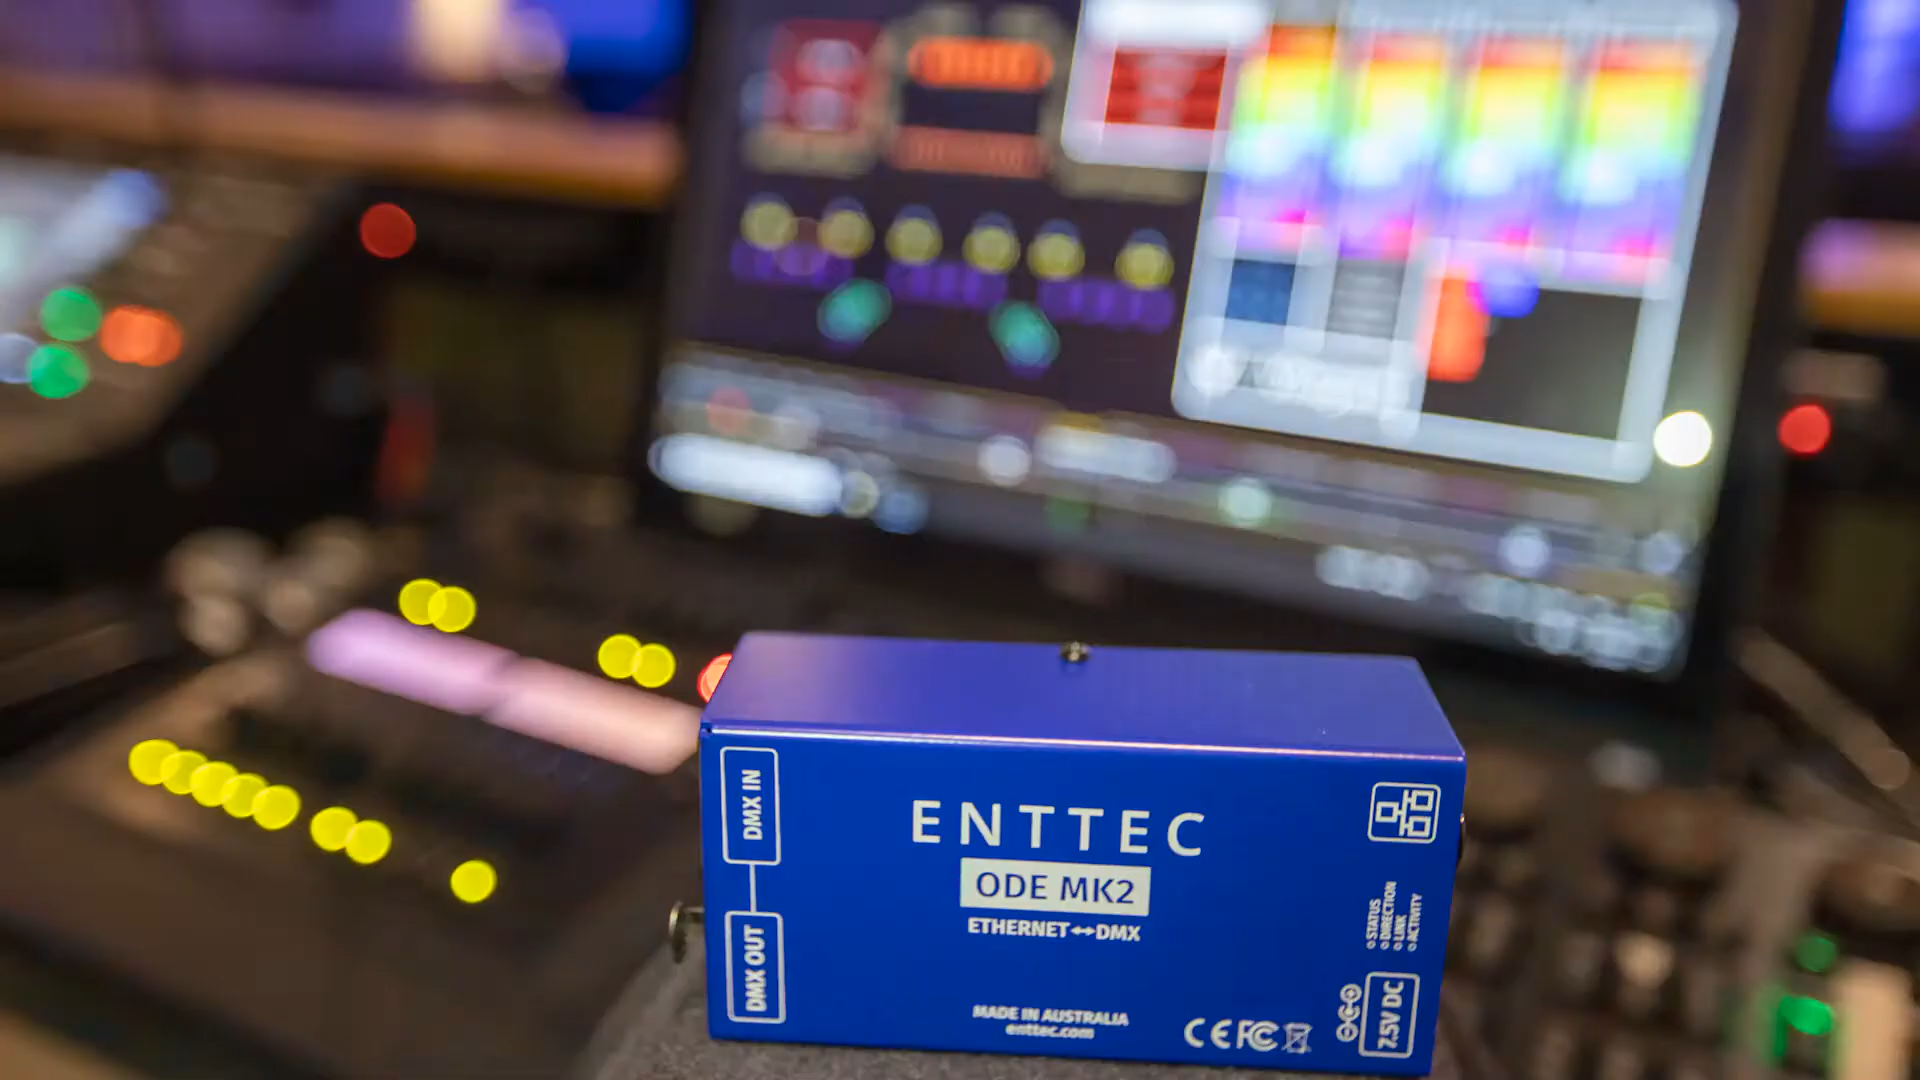 DMX IN
DMX OUT
ENTTEC
ODE MK2
ETHERNET↔DMX
MADE IN AUSTRALIA
enttec.com
CE FC
STATUS
DIRECTION
LINK
ACTIVITY
7.5V DC